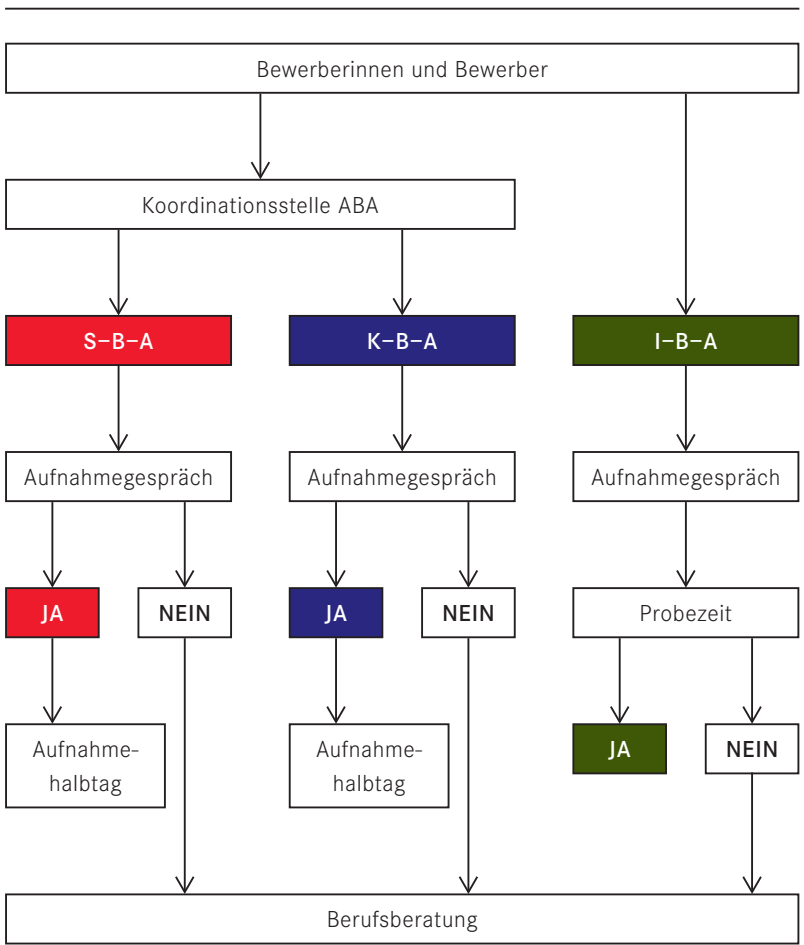 Bewerberinnen und Bewerber
Koordinationsstelle ABA
S–B–A
K–B–A
I–B–A
Aufnahmegespräch
Aufnahmegespräch
Aufnahmegespräch
JA
NEIN
JA
NEIN
Probezeit
Aufnahme-
halbtag
Aufnahme-
halbtag
JA
NEIN
Berufsberatung